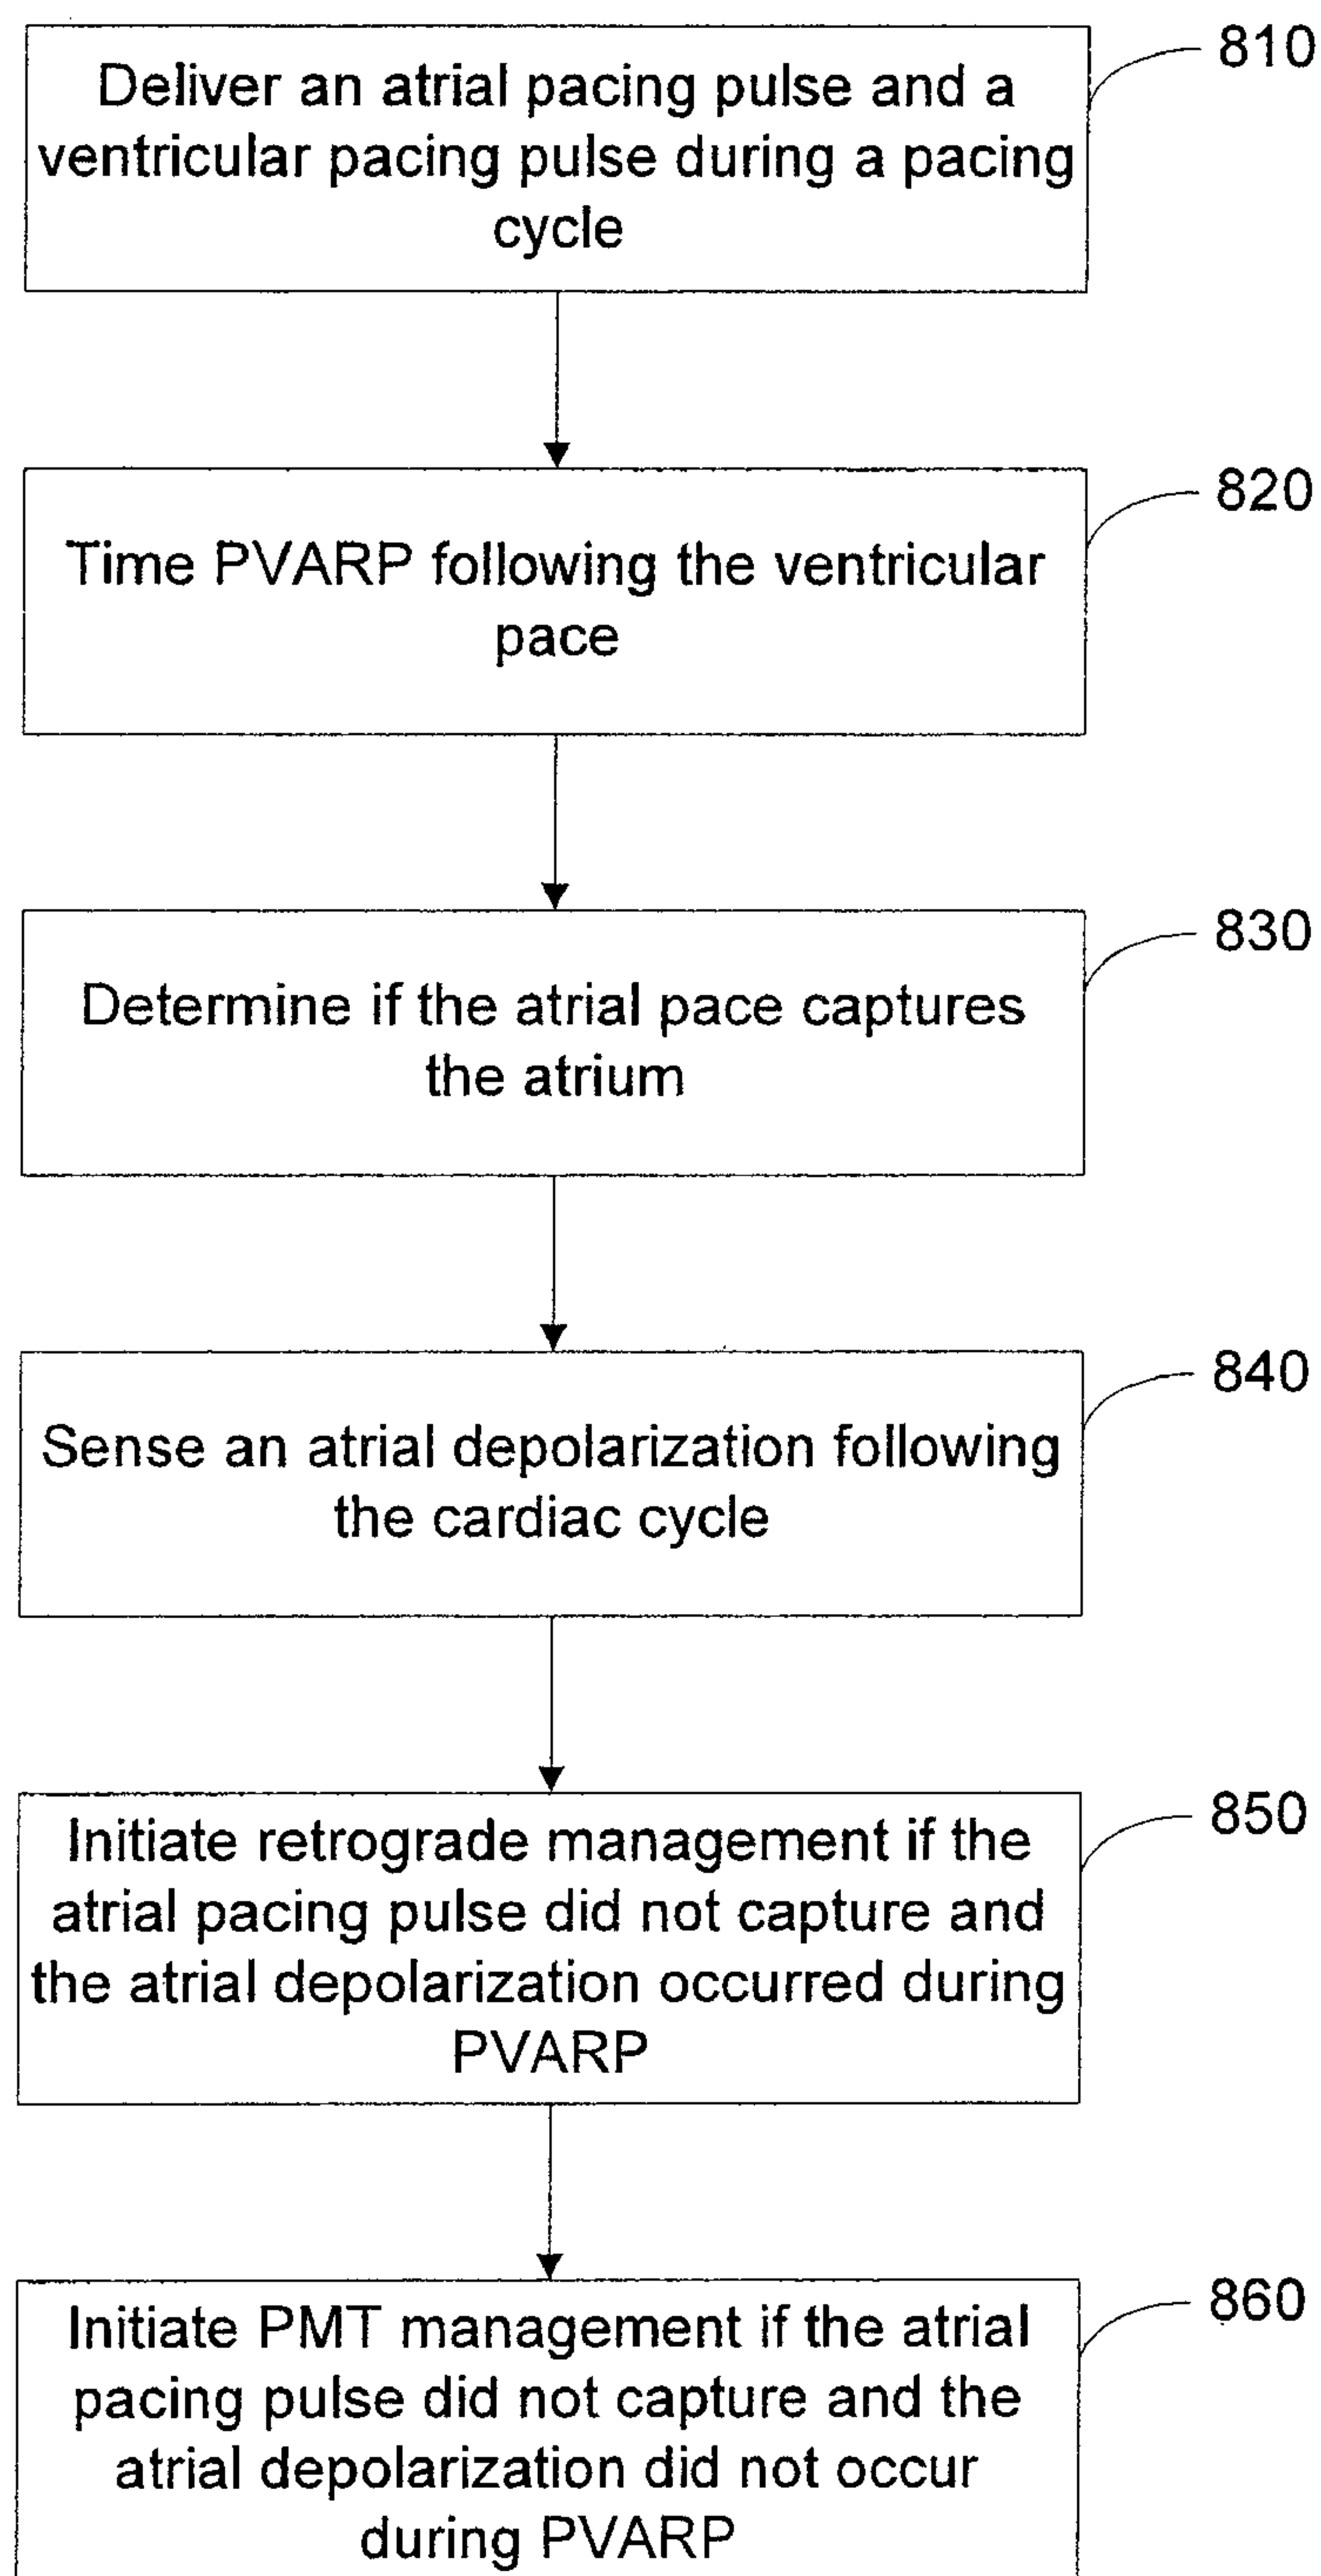 810
Deliver an atrial pacing pulse and a
ventricular pacing pulse during a pacing
cycle
820
Time PVARP following the ventricular
pace
830
Determine if the atrial pace captures
the atrium
840
Sense an atrial depolarization following
the cardiac cycle
850
Initiate retrograde management if the
atrial pacing pulse did not capture and
the atrial depolarization occurred during
PVARP
860
Initiate PMT management if the atrial
pacing pulse did not capture and the
atrial depolarization did not occur
during PVARP